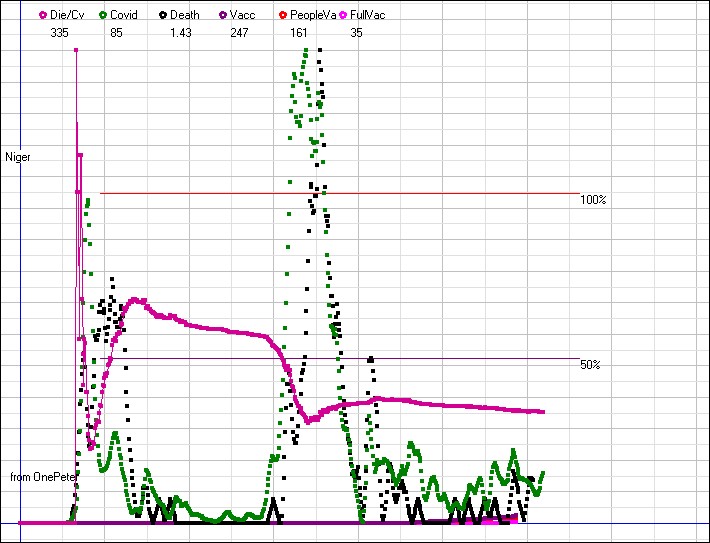 Die/Cv Covid Death Vacc PeopleVa FullVac
335 85 1.43 247 161 35
Niger
100%
50%
from OnePeter